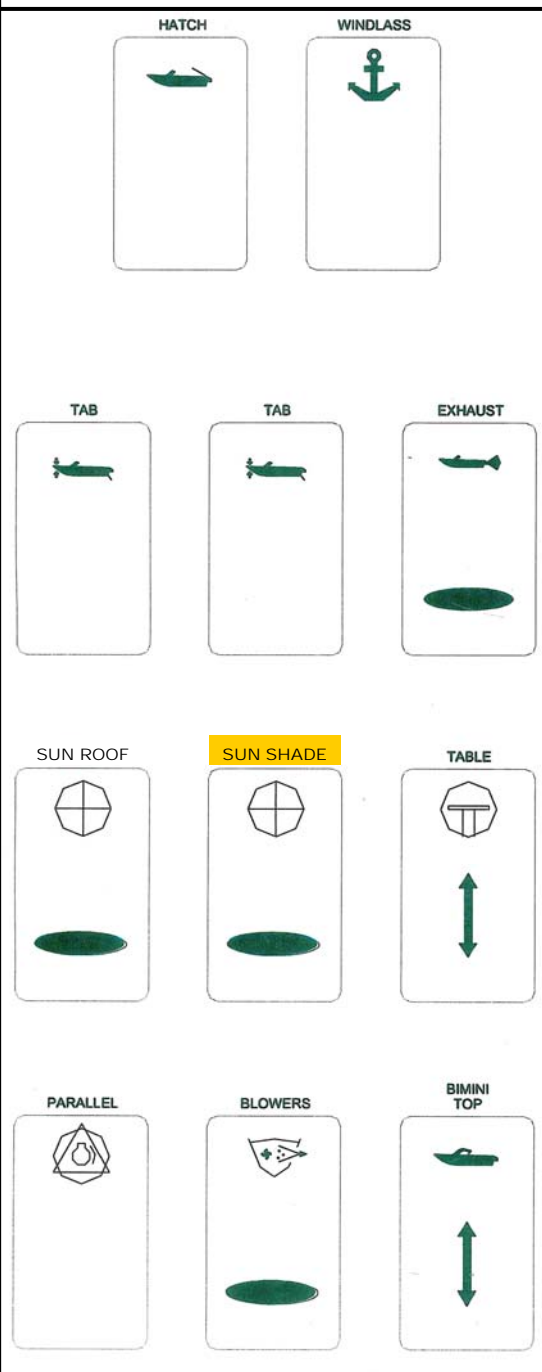 HATCH WINDLASS
TAB TAB EXHAUST
SUN ROOF SUN SHADE TABLE
PARALLEL BLOWERS BIMINI
TOP